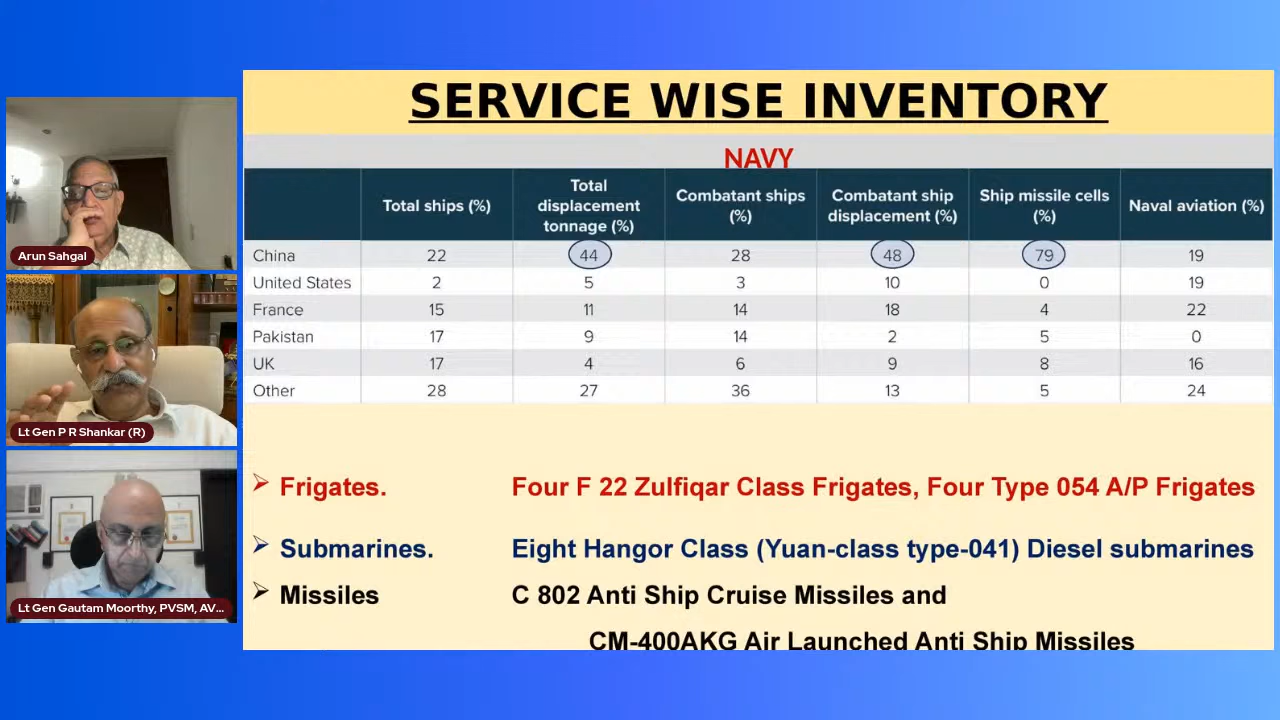 SERVICE WISE INVENTORY
NAVY
Total ships (%) Total displacement tonnage (%) Combatant ships (%) Combatant ship displacement (%) Ship missile cells (%) Naval aviation (%)
China 22 44 28 48 79 19
United States 2 5 3 10 0 19
France 15 11 14 18 4 22
Pakistan 17 9 14 2 5 0
UK 17 4 6 9 8 16
Other 28 27 36 13 5 24
Frigates. Four F 22 Zulfiqar Class Frigates, Four Type 054 A/P Frigates
Submarines. Eight Hangor Class (Yuan-class type-041) Diesel submarines
Missiles C 802 Anti Ship Cruise Missiles and
CM-400AKG Air Launched Anti Ship Missiles
Arun Sahgal
Lt Gen P R Shankar (R)
Lt Gen Gautam Moorthy, PVSM, AV...